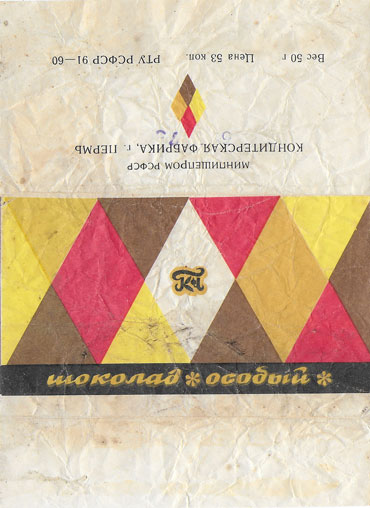 МИНПИЩЕПРОМ РСФСР
КОНДИТЕРСКАЯ ФАБРИКА, г. ПЕРМЬ
Вес 50 г Цена 53 коп. РТУ РСФСР 91—60
шоколад * особый *